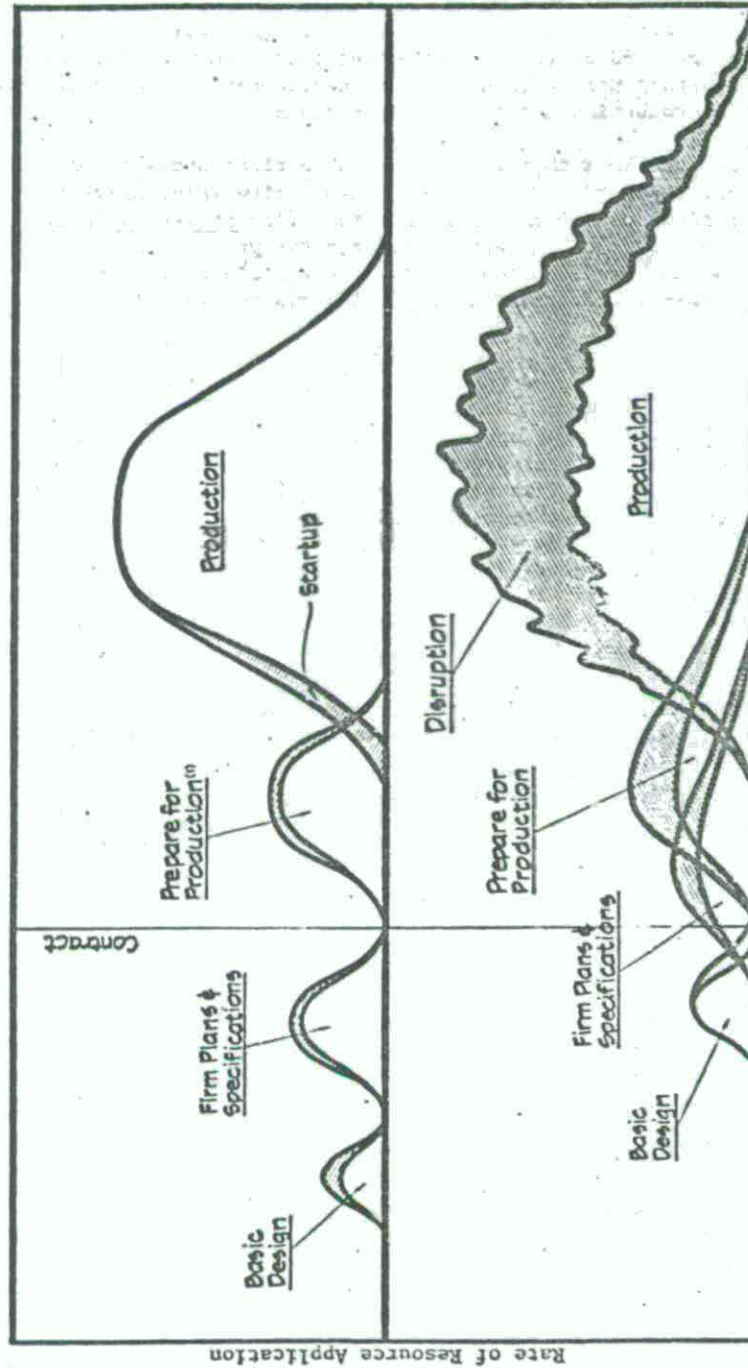 Rate of Resource Application
Basic
Design
Firm Plans &
Specifications
Contract
Prepare for
Production⁽¹⁾
Startup
Production
Basic
Design
Firm Plans &
Specifications
Prepare for
Production
Disruption
Production